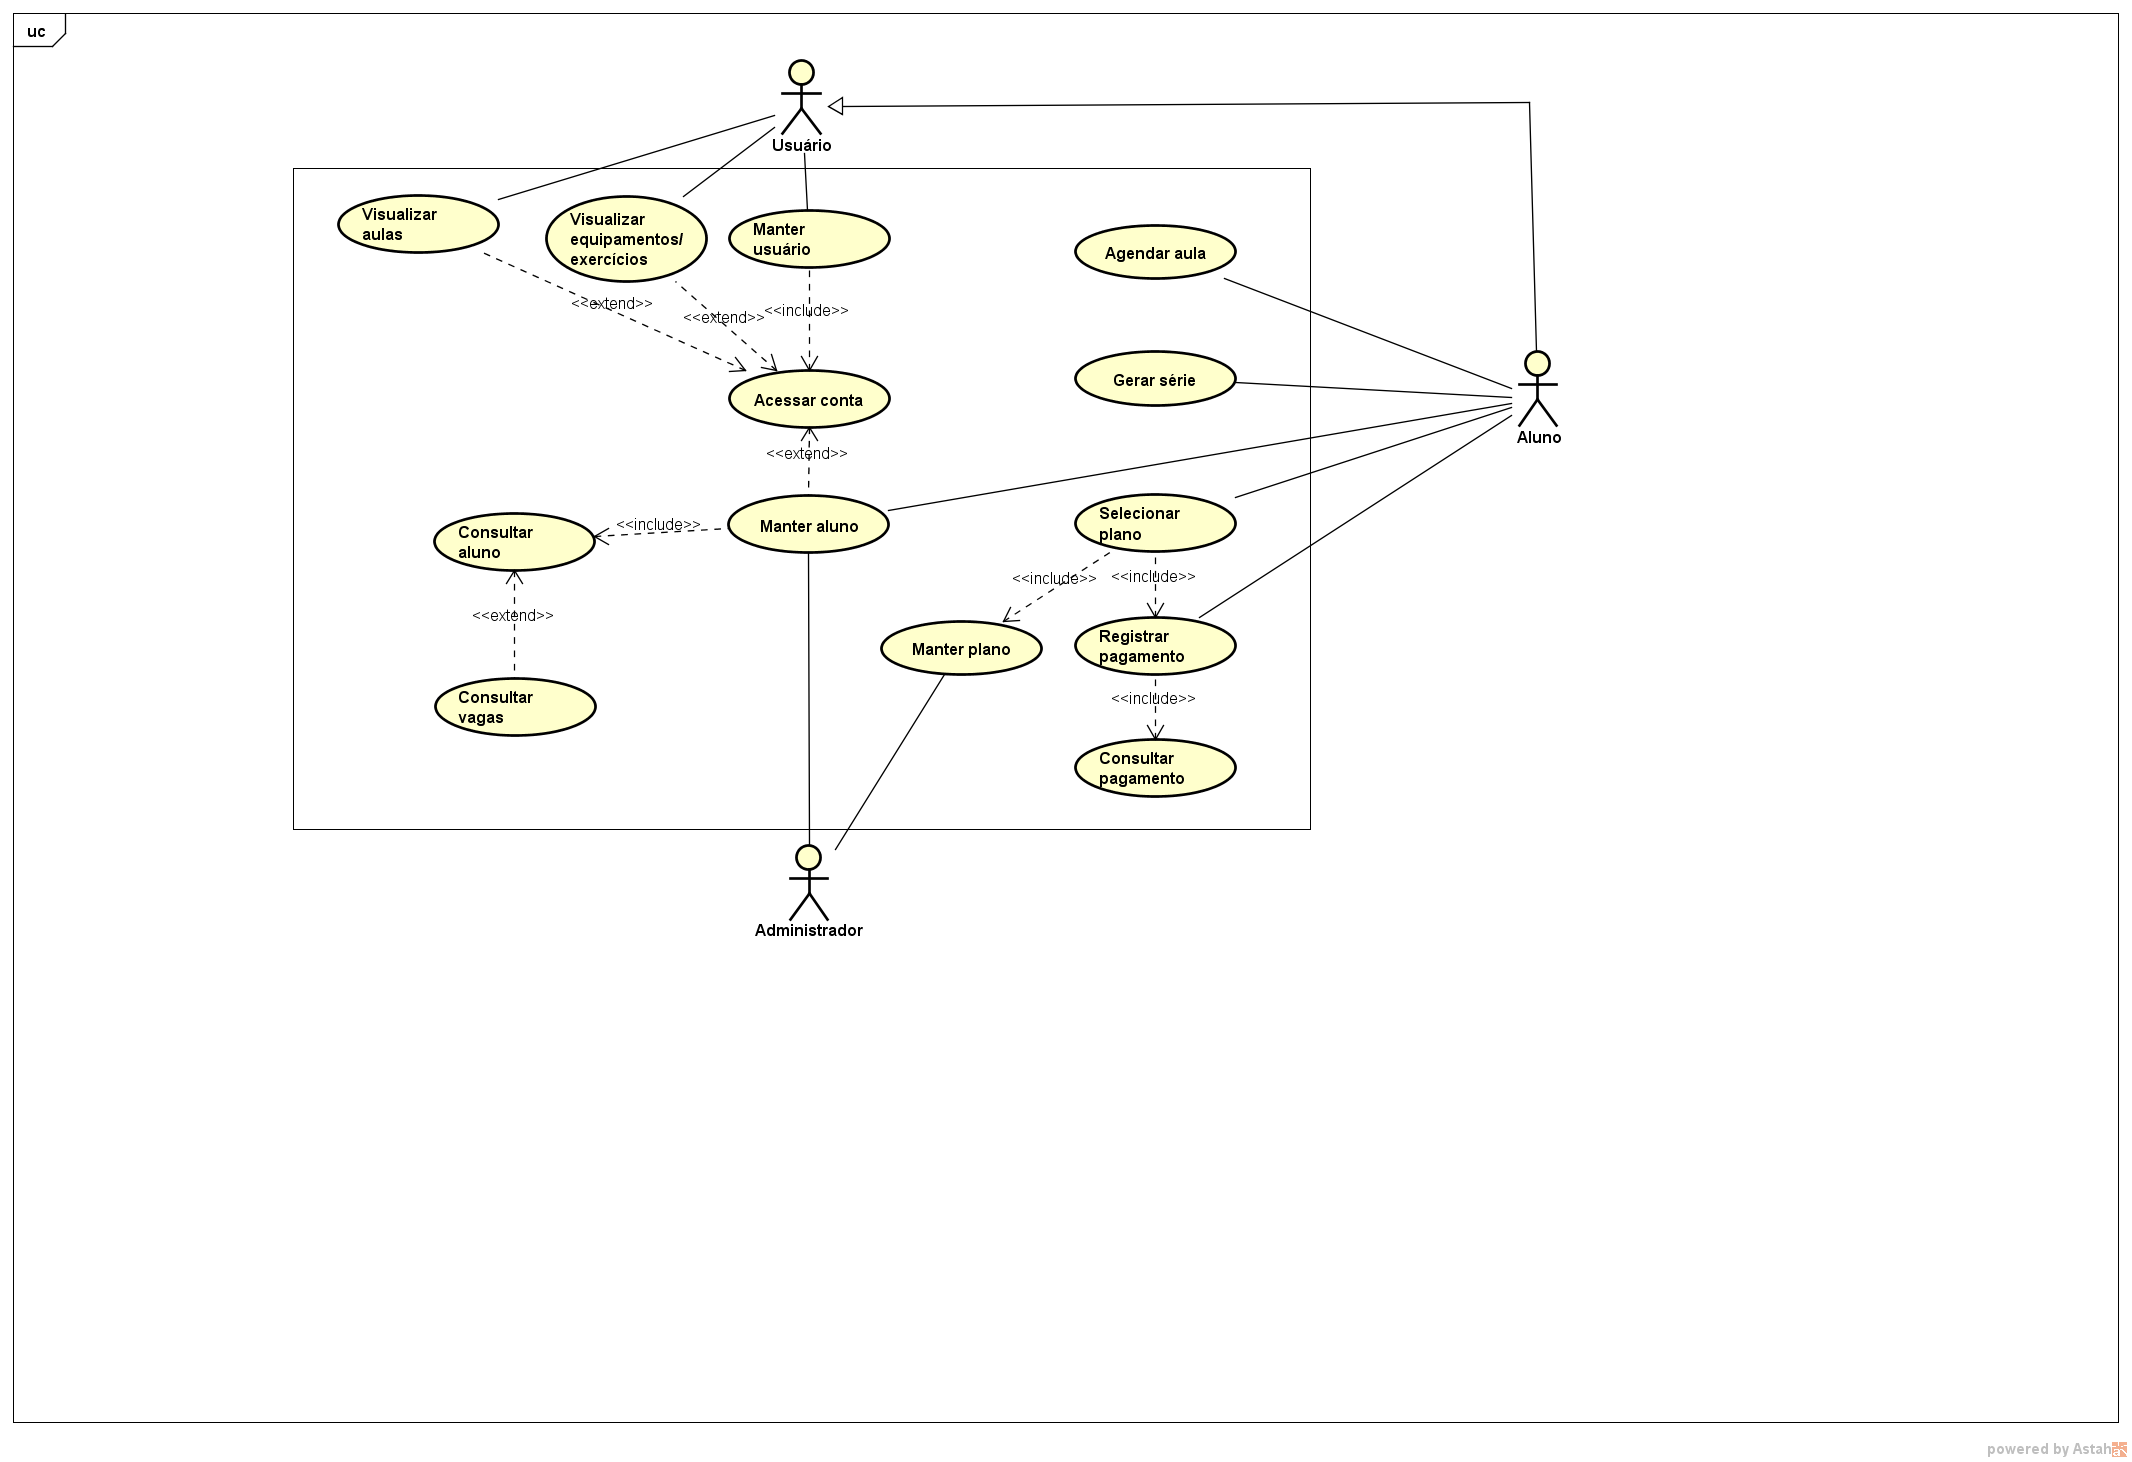 uc
Usuário
Visualizar
aulas
Visualizar
equipamentos/
exercícios
Manter
usuário
Agendar aula
<<extend>>
<<extend>>
<<include>>
Acessar conta
Gerar série
Aluno
<<extend>>
Consultar
aluno
<<include>>
Manter aluno
Selecionar
plano
<<include>>
<<include>>
<<extend>>
Manter plano
Registrar
pagamento
Consultar
vagas
<<include>>
Consultar
pagamento
Administrador
powered by Astah